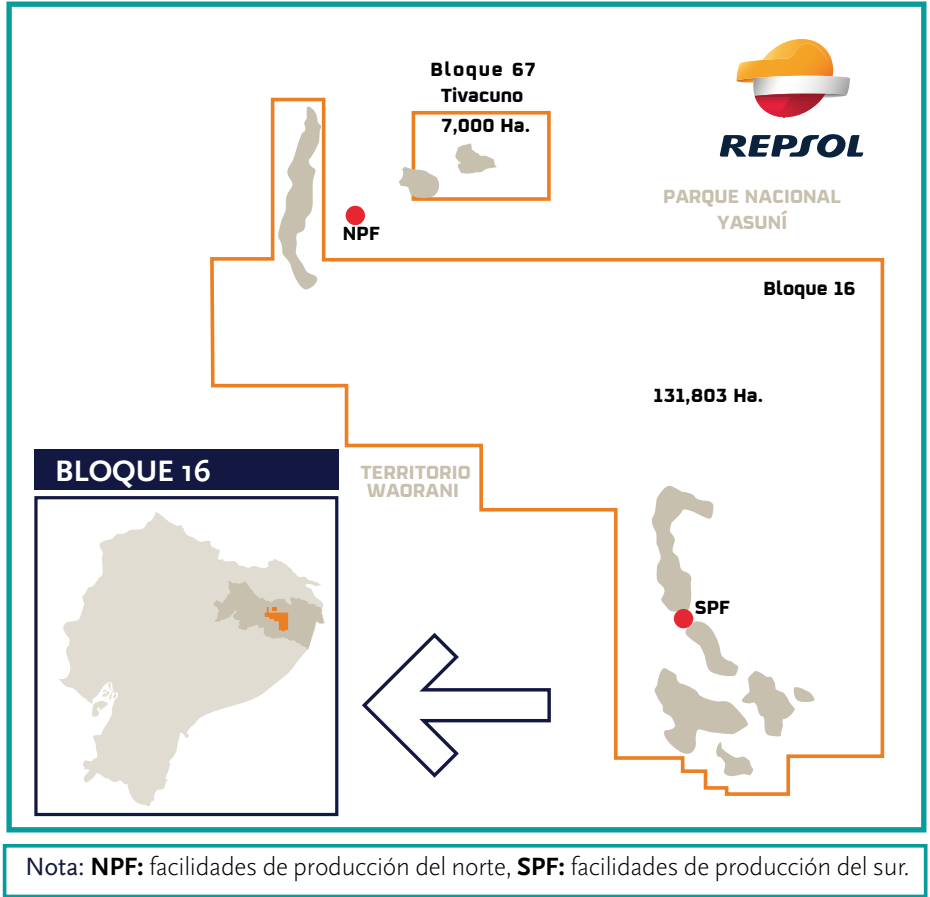 Bloque 67
Tivacuno
7,000 Ha.
REPSOL
PARQUE NACIONAL
YASUNÍ
NPF
Bloque 16
131,803 Ha.
BLOQUE 16
TERRITORIO
WAORANI
SPF
Nota: NPF: facilidades de producción del norte, SPF: facilidades de producción del sur.